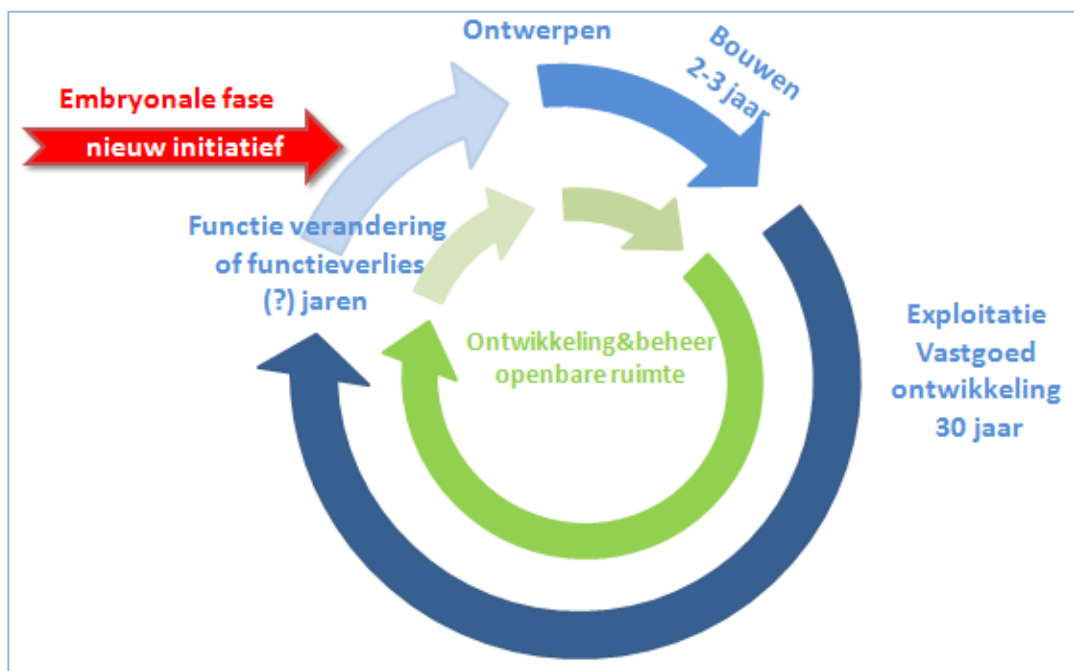 Ontwerpen
Bouwen
2-3 jaar
Embryonale fase
nieuw initiatief
Functie verandering
of functieverlies
(?) jaren
Ontwikkeling&beheer
openbare ruimte
Exploitatie
Vastgoed
ontwikkeling
30 jaar